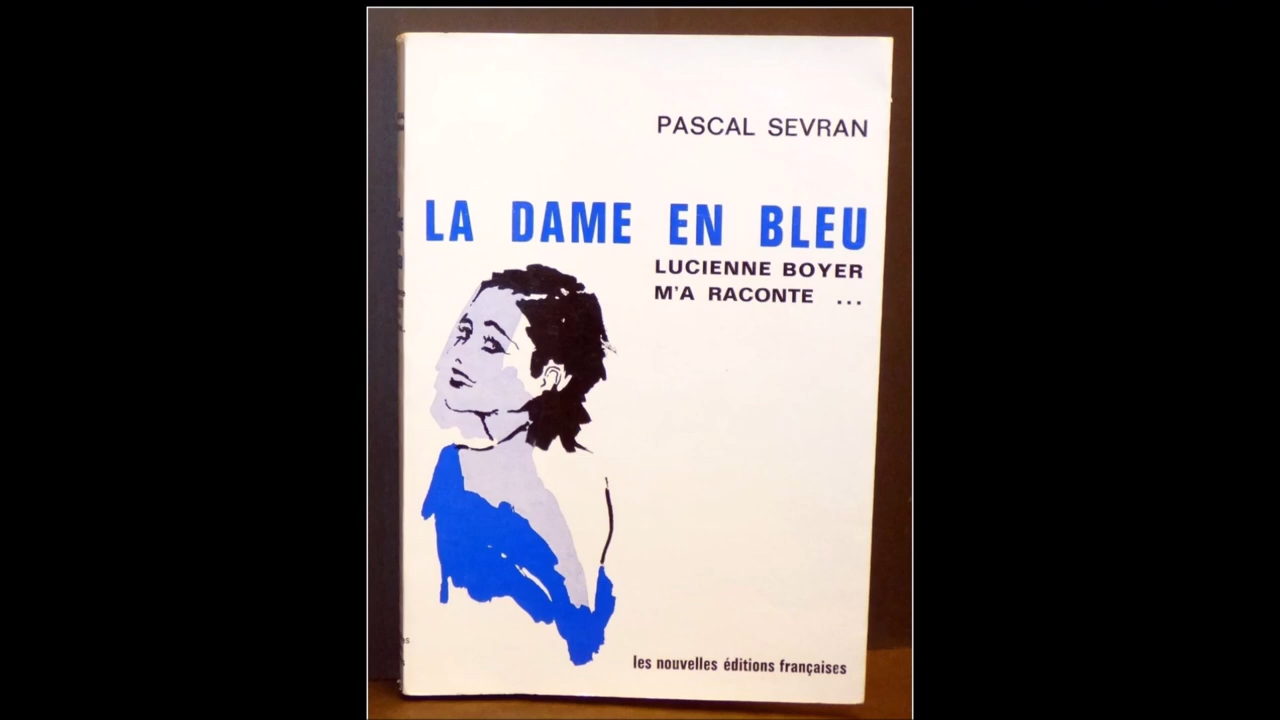 PASCAL SEVRAN
LA DAME EN BLEU
LUCIENNE BOYER
M'A RACONTE ...
les nouvelles éditions françaises